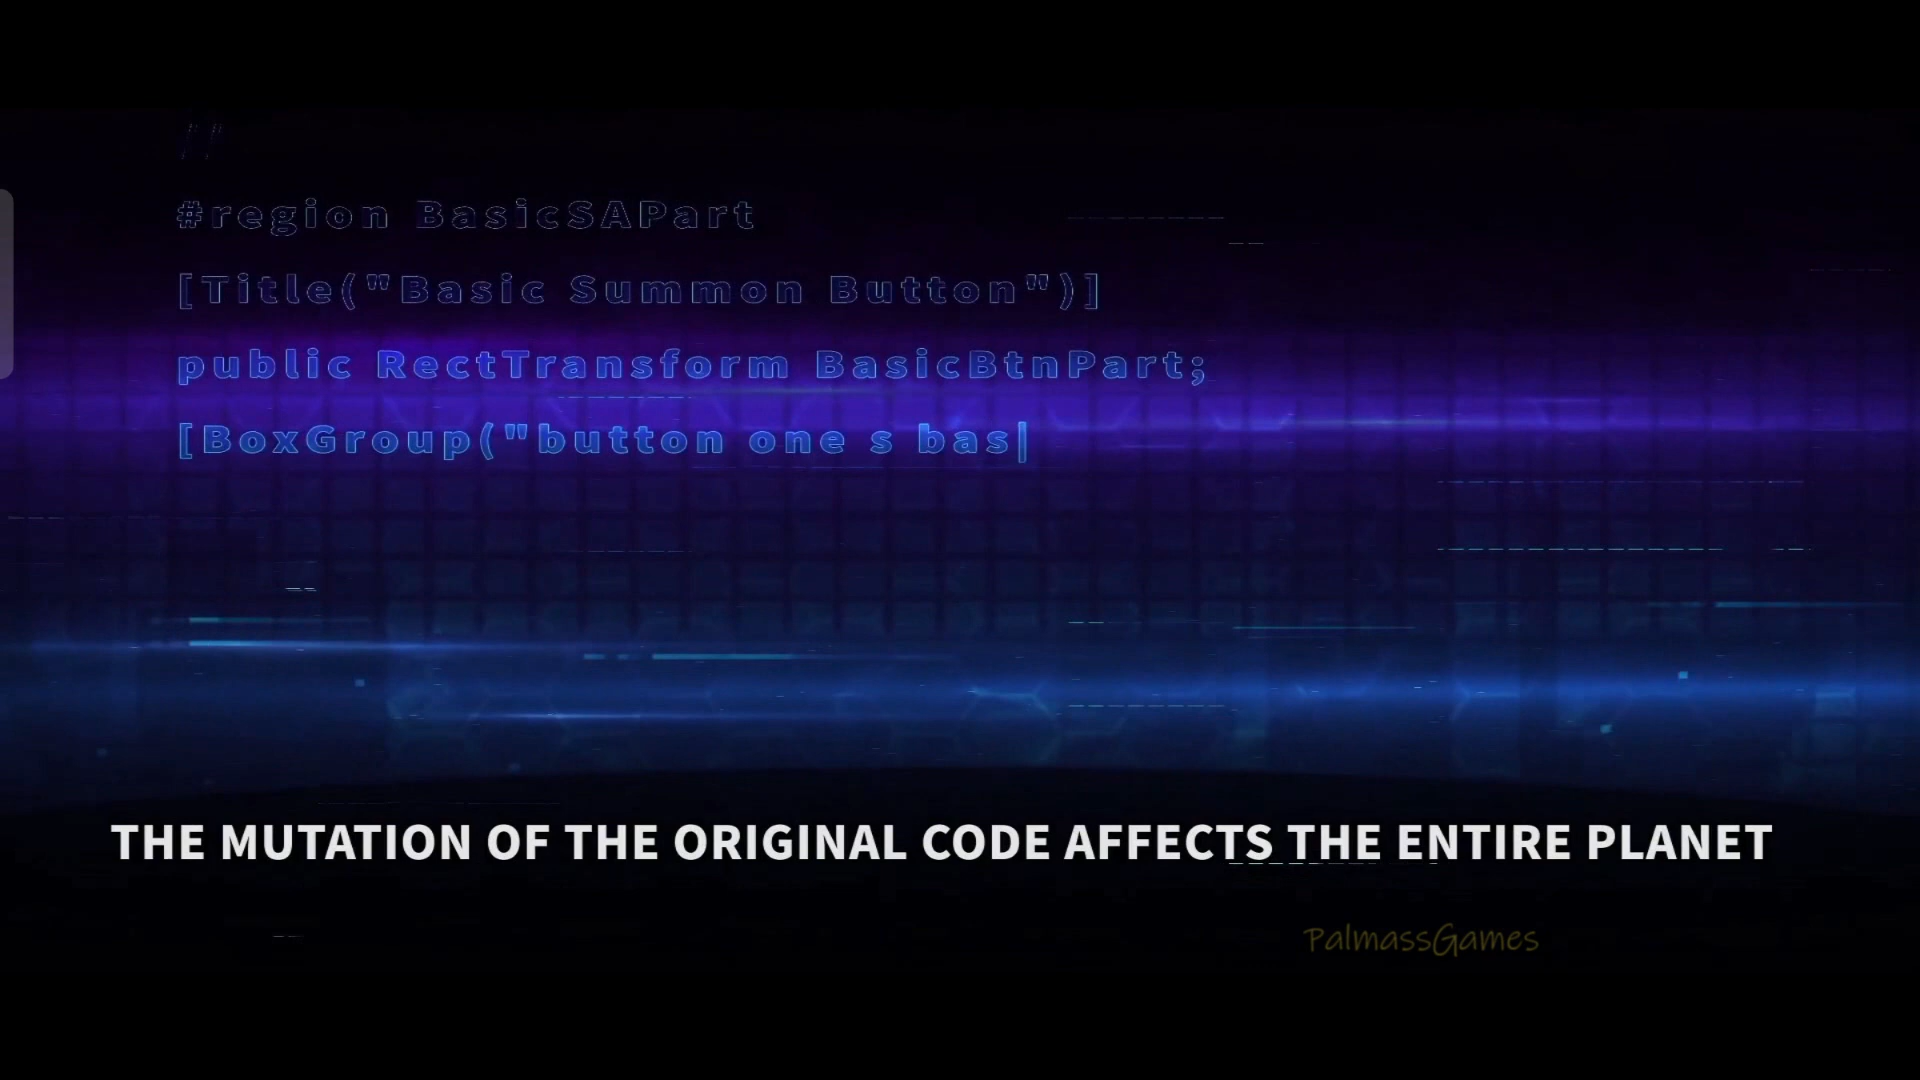 //
#region BasicSAPart
[Title("Basic Summon Button")]
public RectTransform BasicBtnPart;
[BoxGroup("button one s bas|
THE MUTATION OF THE ORIGINAL CODE AFFECTS THE ENTIRE PLANET
PalmassGames